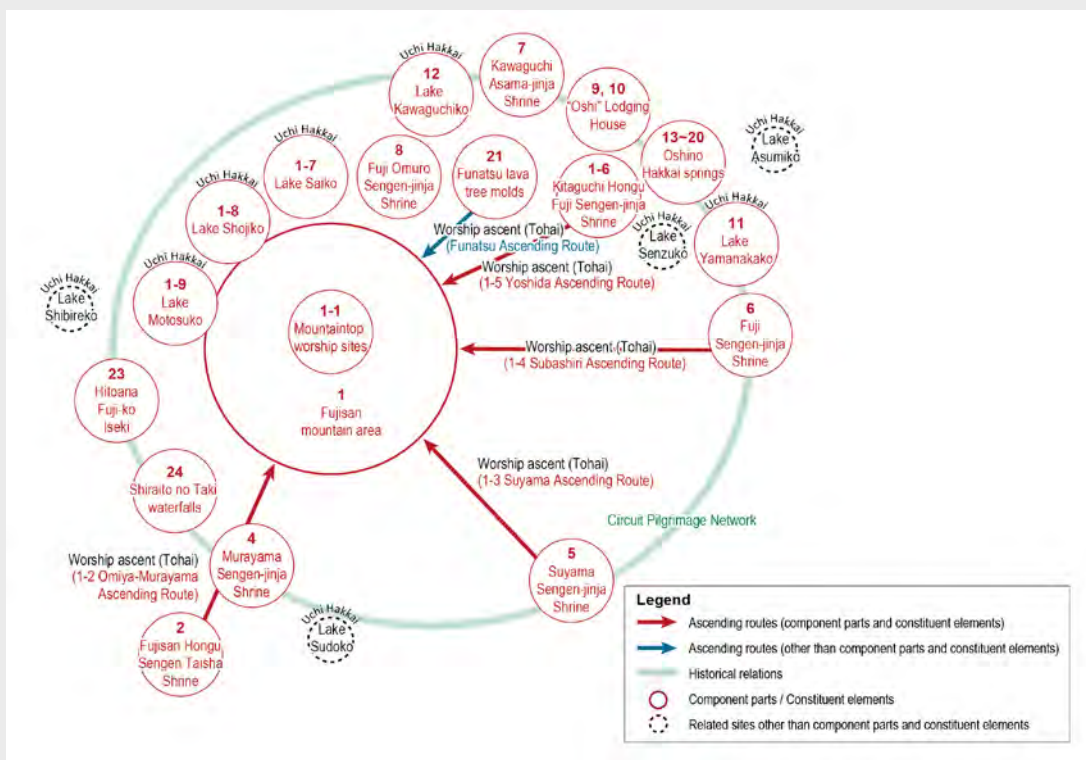 Uchi Hakkai
12
Lake
Kawaguchiko
7
Kawaguchi
Asama-jinja
Shrine
9, 10
"Oshi" Lodging
House
Uchi Hakkai
Lake
Asumiko
13~20
Oshino
Hakkai springs
Uchi Hakkai
1-7
Lake Saiko
8
Fuji Omuro
Sengen-jinja
Shrine
21
Funatsu lava
tree molds
1-6
Kitaguchi Hongu
Fuji Sengen-jinja
Shrine
Uchi Hakkai
1-8
Lake Shojiko
Uchi Hakkai
Lake
Senzuko
Uchi Hakkai
11
Lake
Yamanakako
Worship ascent (Tohai)
(Funatsu Ascending Route)
Worship ascent (Tohai)
(1-5 Yoshida Ascending Route)
Uchi Hakkai
1-9
Lake
Motosuko
Uchi Hakkai
Lake
Shibireko
1-1
Mountaintop
worship sites
6
Fuji
Sengen-jinja
Shrine
Worship ascent (Tohai)
(1-4 Subashiri Ascending Route)
23
Hitoana
Fuji-ko
Iseki
1
Fujisan
mountain area
24
Shiraito no Taki
waterfalls
Worship ascent (Tohai)
(1-3 Suyama Ascending Route)
Circuit Pilgrimage Network
4
Murayama
Sengen-jinja
Shrine
Worship ascent (Tohai)
(1-2 Omiya-Murayama
Ascending Route)
5
Suyama
Sengen-jinja
Shrine
2
Fujisan Hongu
Sengen Taisha
Shrine
Uchi Hakkai
Lake
Sudoko
Legend
Ascending routes (component parts and constituent elements)
Ascending routes (other than component parts and constituent elements)
Historical relations
Component parts / Constituent elements
Related sites other than component parts and constituent elements